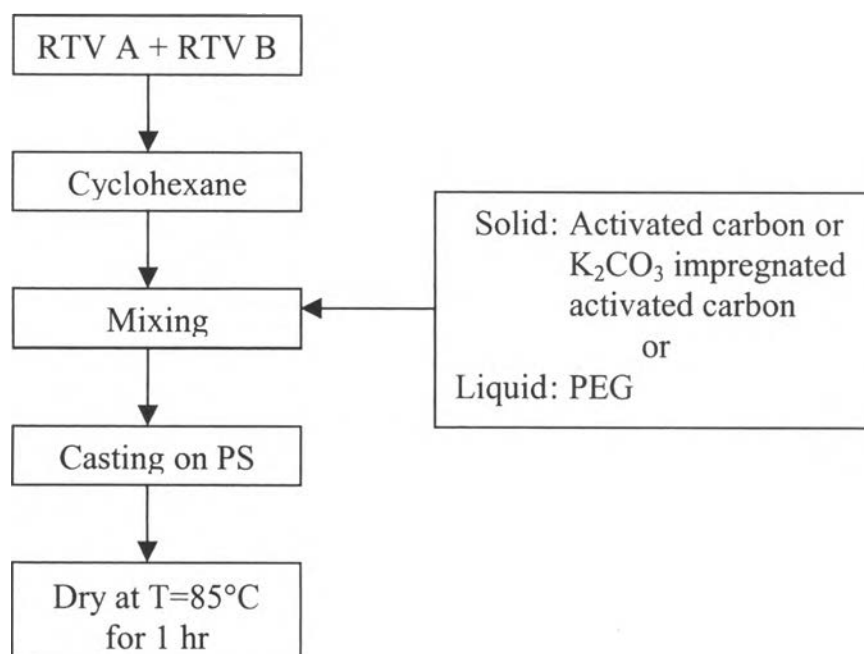 RTV A + RTV B
Cyclohexane
Mixing
Solid: Activated carbon or
K₂CO₃ impregnated
activated carbon
or
Liquid: PEG
Casting on PS
Dry at T=85°C
for 1 hr